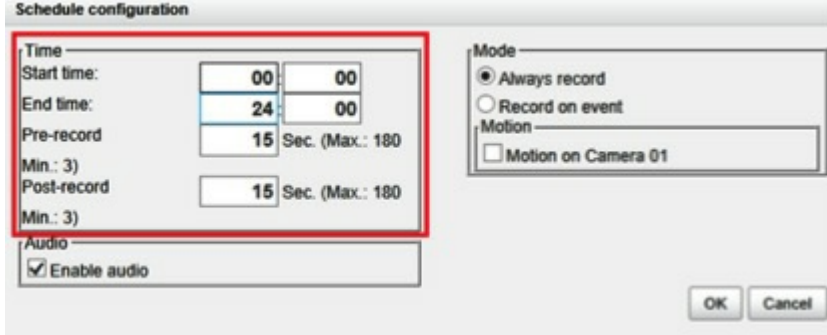 Schedule configuration
Time
Start time: 00 : 00
End time: 24 : 00
Pre-record 15 Sec. (Max.: 180
Min.: 3)
Post-record 15 Sec. (Max.: 180
Min.: 3)
Audio
Enable audio
Mode
Always record
Record on event
Motion
Motion on Camera 01
OK Cancel